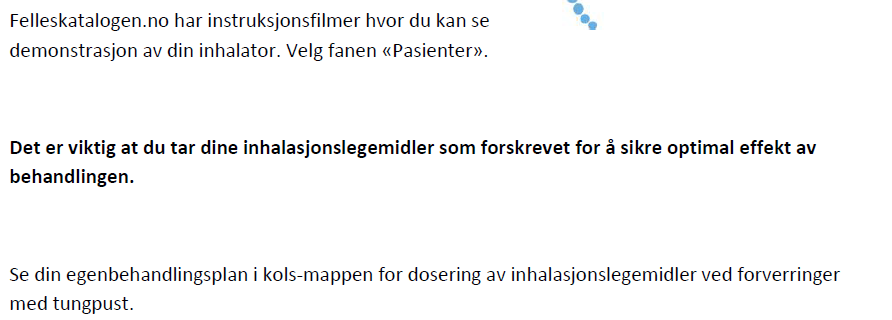 Felleskatalogen.no har instruksjonsfilmer hvor du kan se
demonstrasjon av din inhalator. Velg fanen «Pasienter».
Det er viktig at du tar dine inhalasjonslegemidler som forskrevet for å sikre optimal effekt av
behandlingen.
Se din egenbehandlingsplan i kols-mappen for dosering av inhalasjonslegemidler ved forverringer
med tungpust.